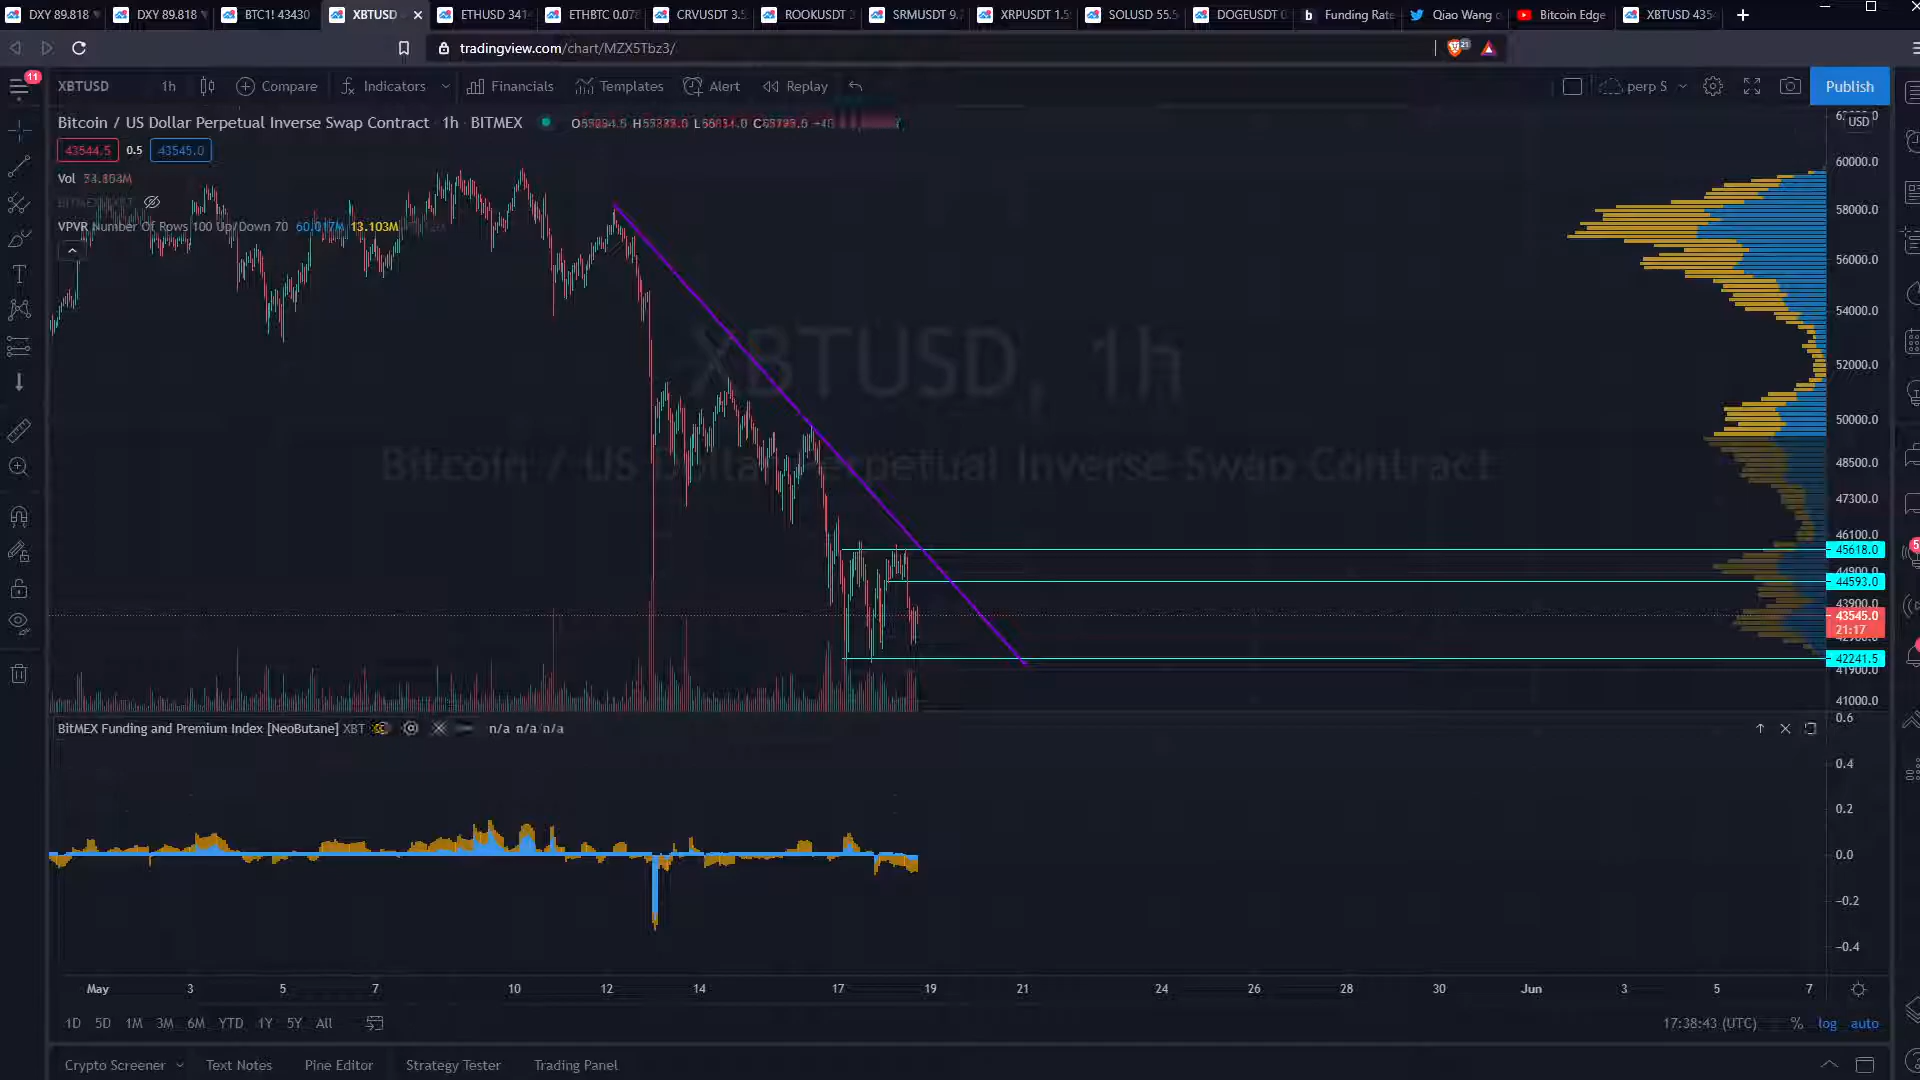 DXY 89.818
DXY 89.818
BTC1! 43430
XBTUSD
ETHUSD 341
ETHBTC 0.07
CRVUSDT 3.
ROOKUSDT
SRMUSDT 9.
XRPUSDT 1.5
SOLUSD 55.
DOGEUSDT
Funding Rate
Qiao Wang
Bitcoin Edge
XBTUSD 435
tradingview.com/chart/MZX5Tbz3/
21
11
XBTUSD
1h
Compare
Indicators
Financials
Templates
Alert
Replay
perp 5
Publish
Bitcoin / US Dollar Perpetual Inverse Swap Contract · 1h · BITMEX
USD
43544.5
0.5
43545.0
Vol
VPVR Number Of Rows 100 Up/Down 70 60.017M 13.103M
XBTUSD, 1h
Bitcoin / US Dollar Perpetual Inverse Swap Contract
60000.0
58000.0
56000.0
54000.0
52000.0
50000.0
48500.0
47300.0
46100.0
45618.0
44900.0
44593.0
43900.0
43545.0
21:17
42241.5
41900.0
41000.0
BitMEX Funding and Premium Index [NeoButane] XBT
n/a n/a n/a
0.6
0.4
0.2
0.0
−0.2
−0.4
May
3
5
7
10
12
14
17
19
21
24
26
28
30
Jun
3
5
7
1D
5D
1M
3M
6M
YTD
1Y
5Y
All
17:38:43 (UTC)
%
log
auto
Crypto Screener
Text Notes
Pine Editor
Strategy Tester
Trading Panel